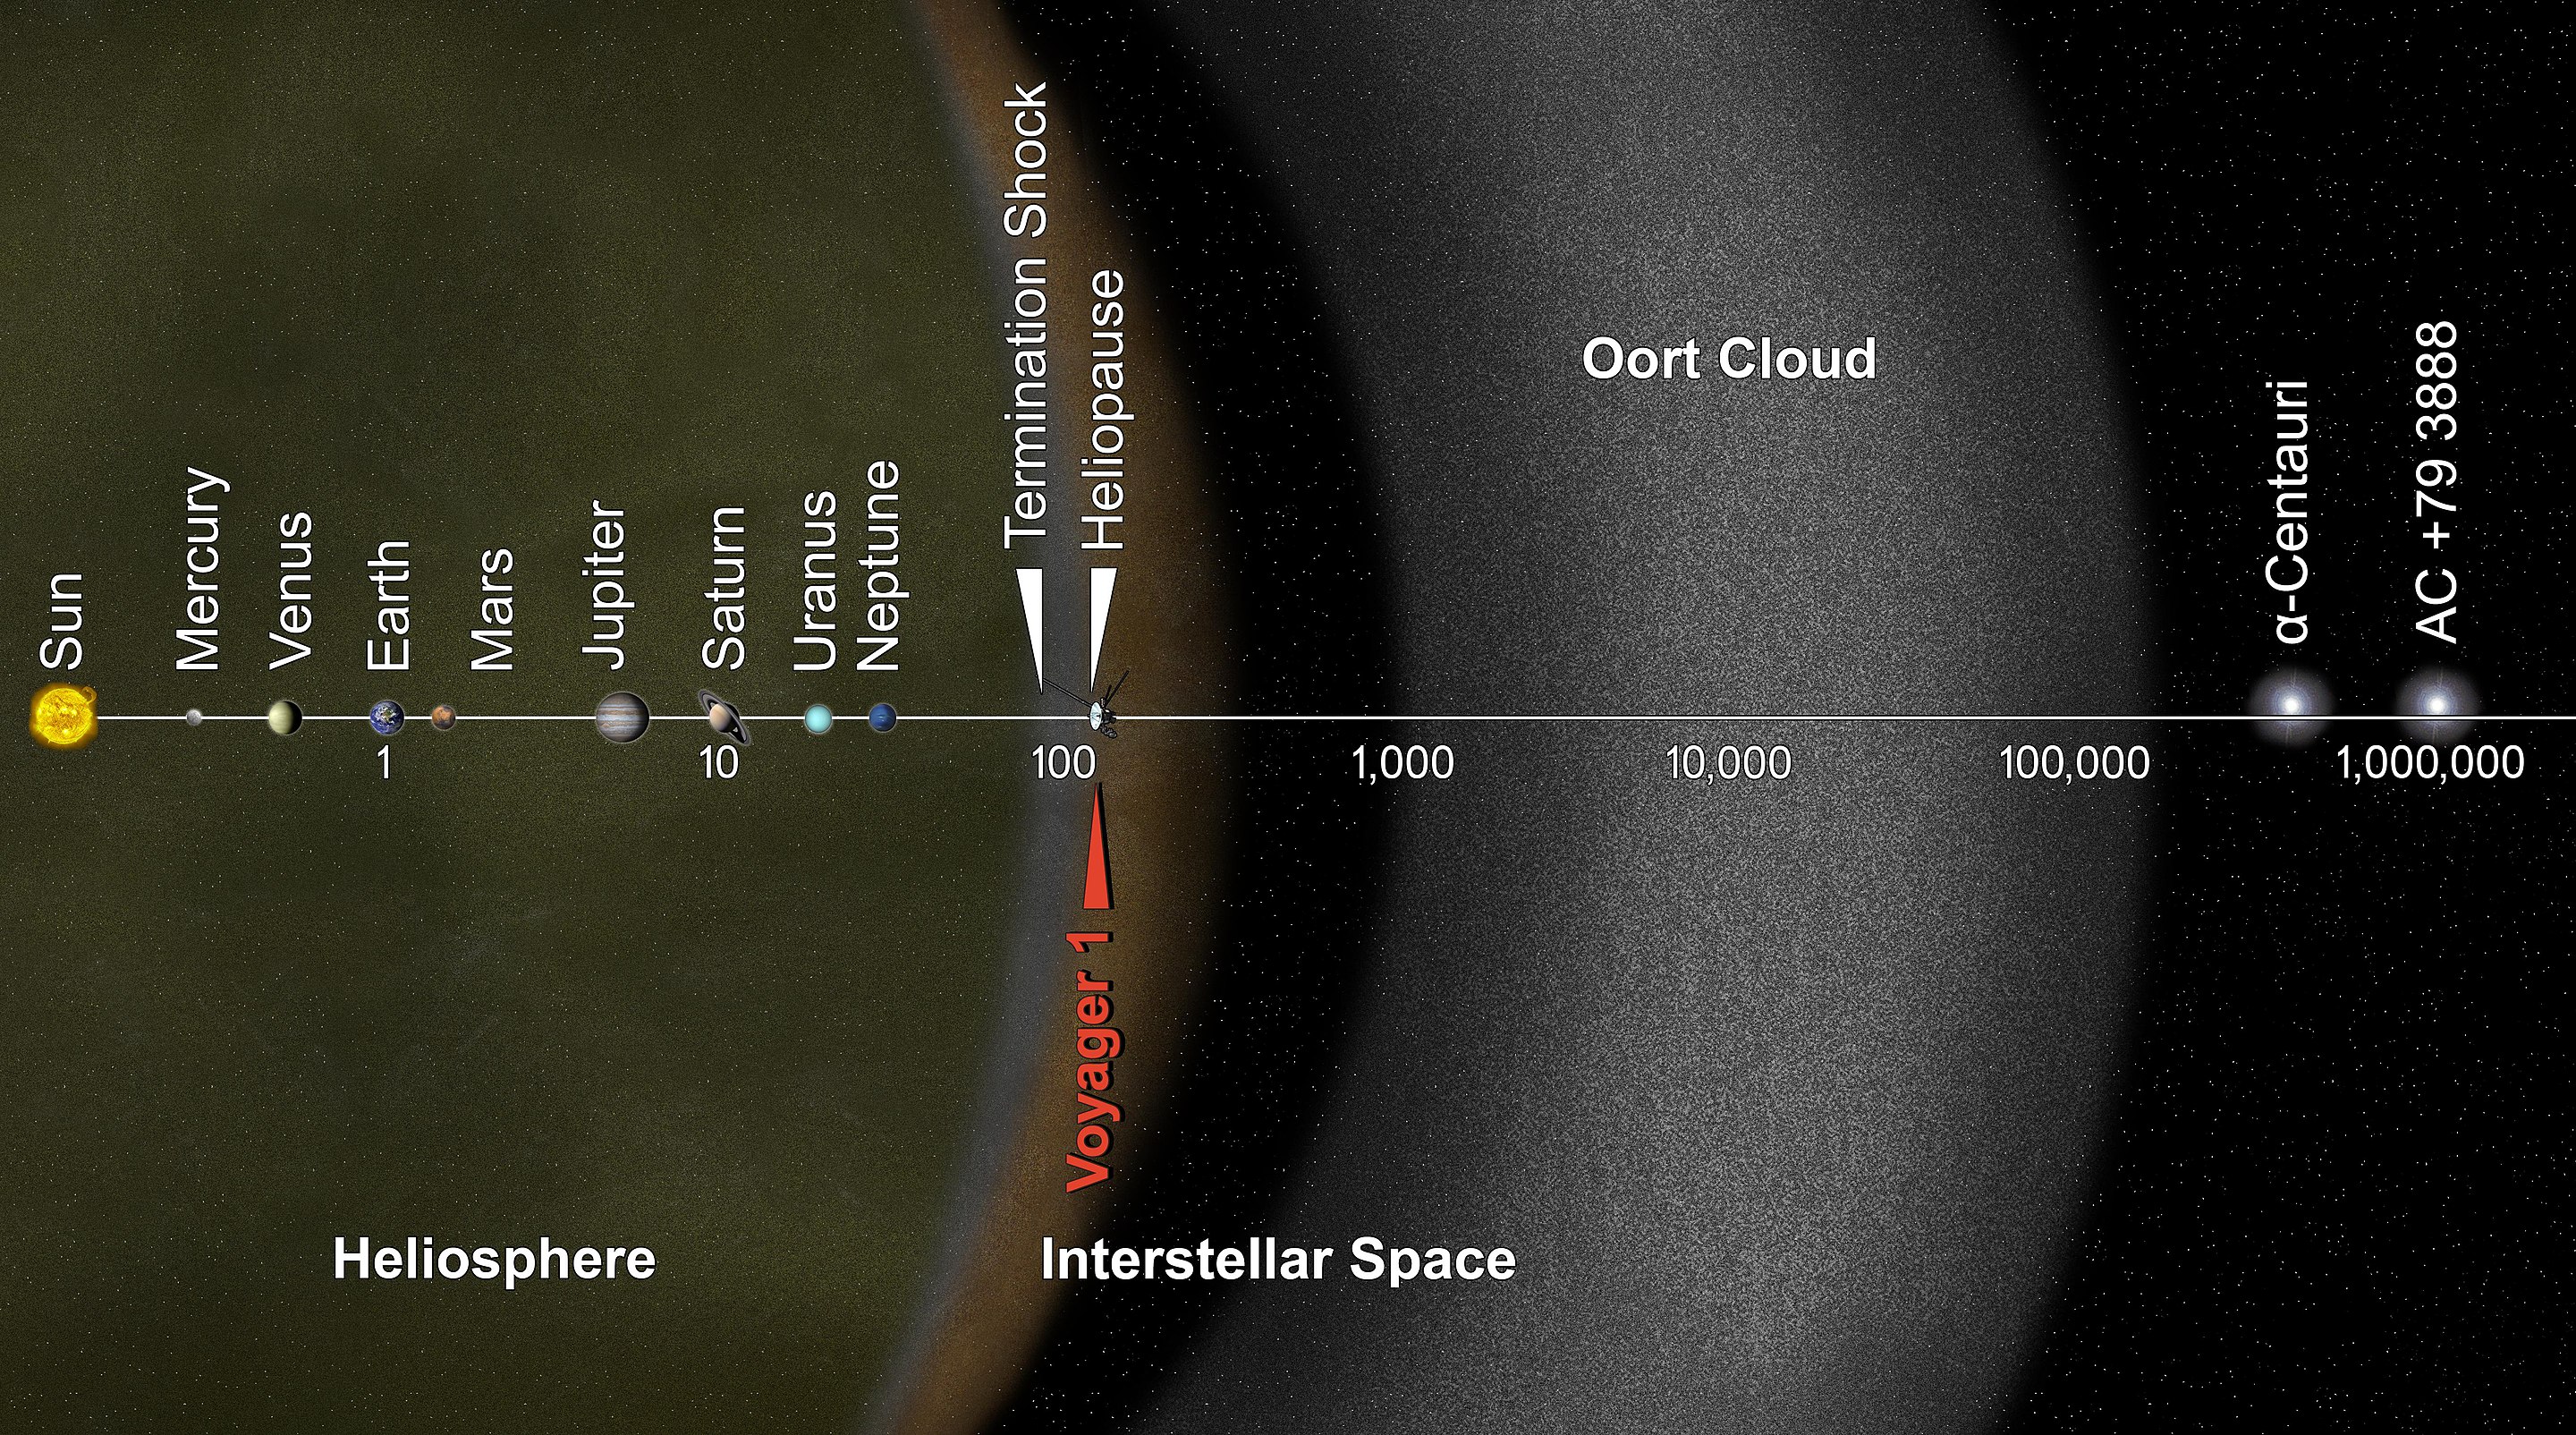 Sun
Mercury
Venus
Earth
Mars
Jupiter
Saturn
Uranus
Neptune
Termination Shock
Heliopause
Oort Cloud
α-Centauri
AC +79 3888
1
10
100
1,000
10,000
100,000
1,000,000
Voyager 1
Heliosphere
Interstellar Space